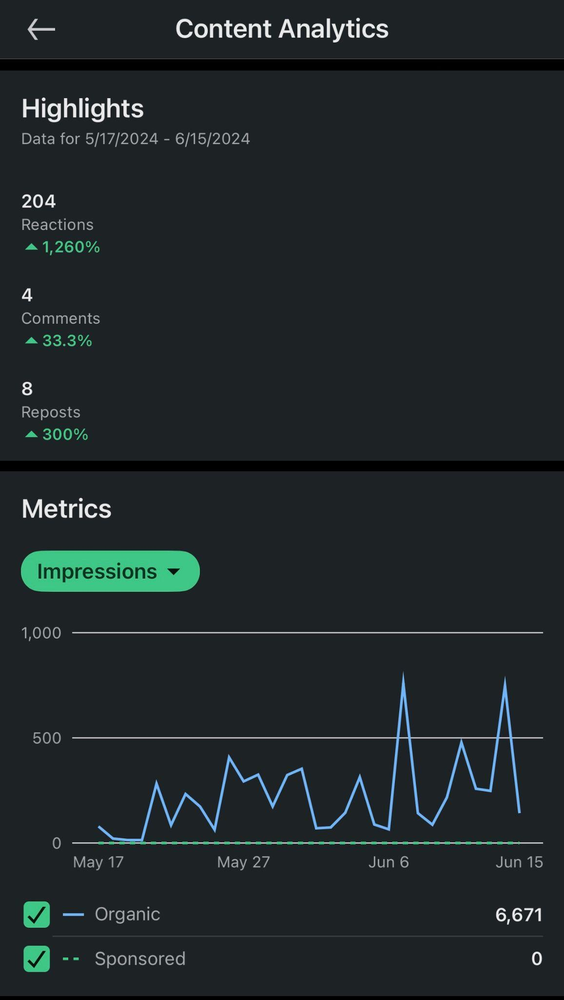 Content Analytics
Highlights
Data for 5/17/2024 - 6/15/2024
204
Reactions
1,260%
4
Comments
33.3%
8
Reposts
300%
Metrics
Impressions
1,000
500
0
May 17 May 27 Jun 6 Jun 15
Organic 6,671
Sponsored 0